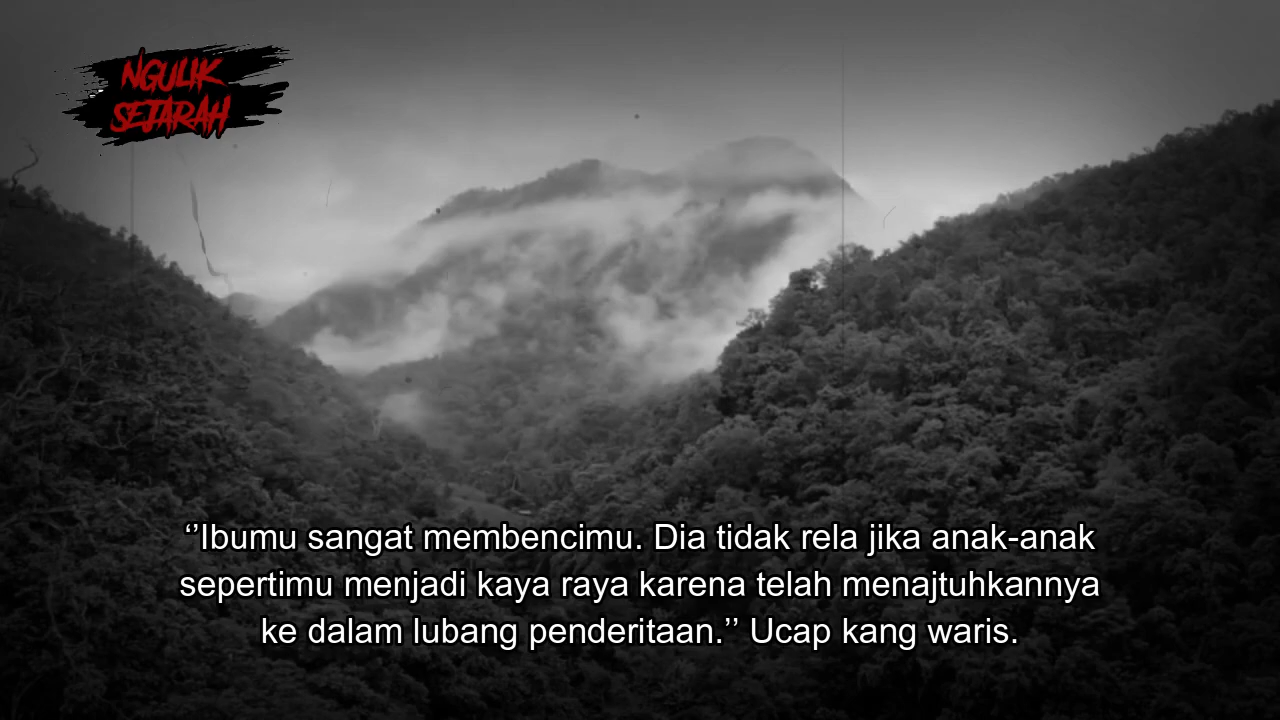 NGULIK
SEJARAH
‘’Ibumu sangat membencimu. Dia tidak rela jika anak-anak
sepertimu menjadi kaya raya karena telah menajtuhkannya
ke dalam lubang penderitaan.’’ Ucap kang waris.